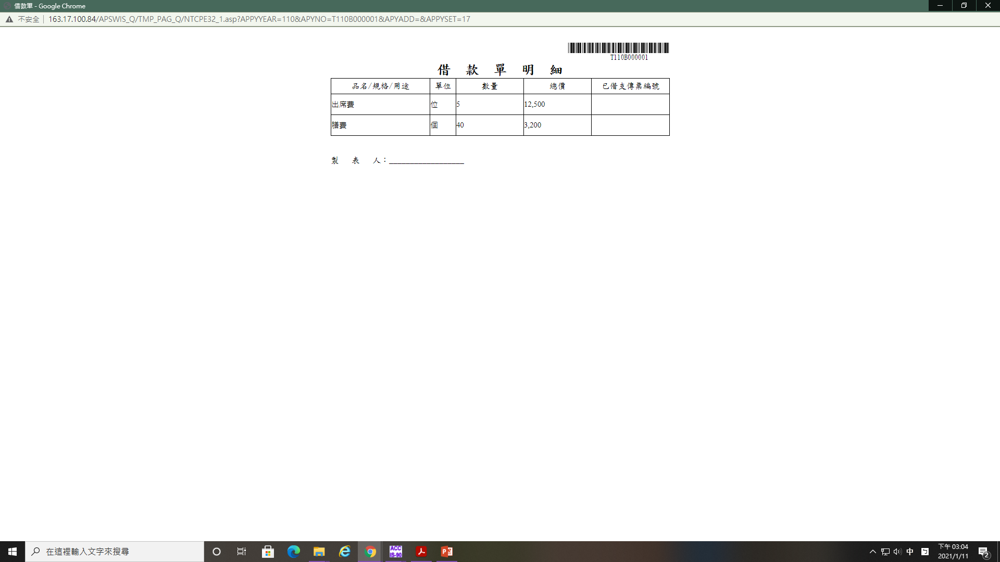 借款單 - Google Chrome
不安全 163.17.100.84/APSWIS_Q/TMP_PAG_Q/NTCPE32_1.asp?APPYYEAR=110&APYNO=T110B000001&APYADD=&APPYSET=17
T110B000001
借 款 單 明 細
品名/規格/用途 單位 數量 總價 已借支傳票編號
出席費 位 5 12,500
膳費 個 40 3,200
製 表 人：__________________
在這裡輸入文字來搜尋
ACC
IS-90
中
下午 03:04
2021/1/11
2